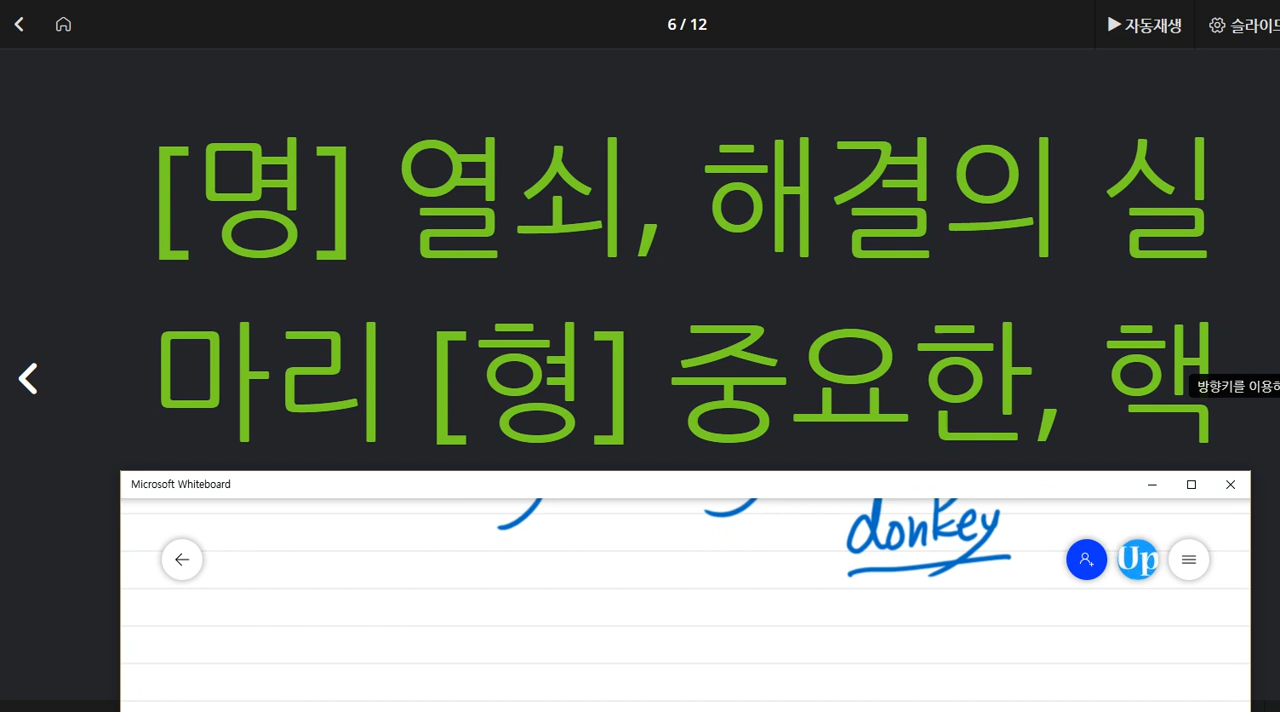 6 / 12
▶ 자동재생
[명] 열쇠, 해결의 실
마리 [형] 중요한, 핵
방향키를 이용
Microsoft Whiteboard
donkey
Up